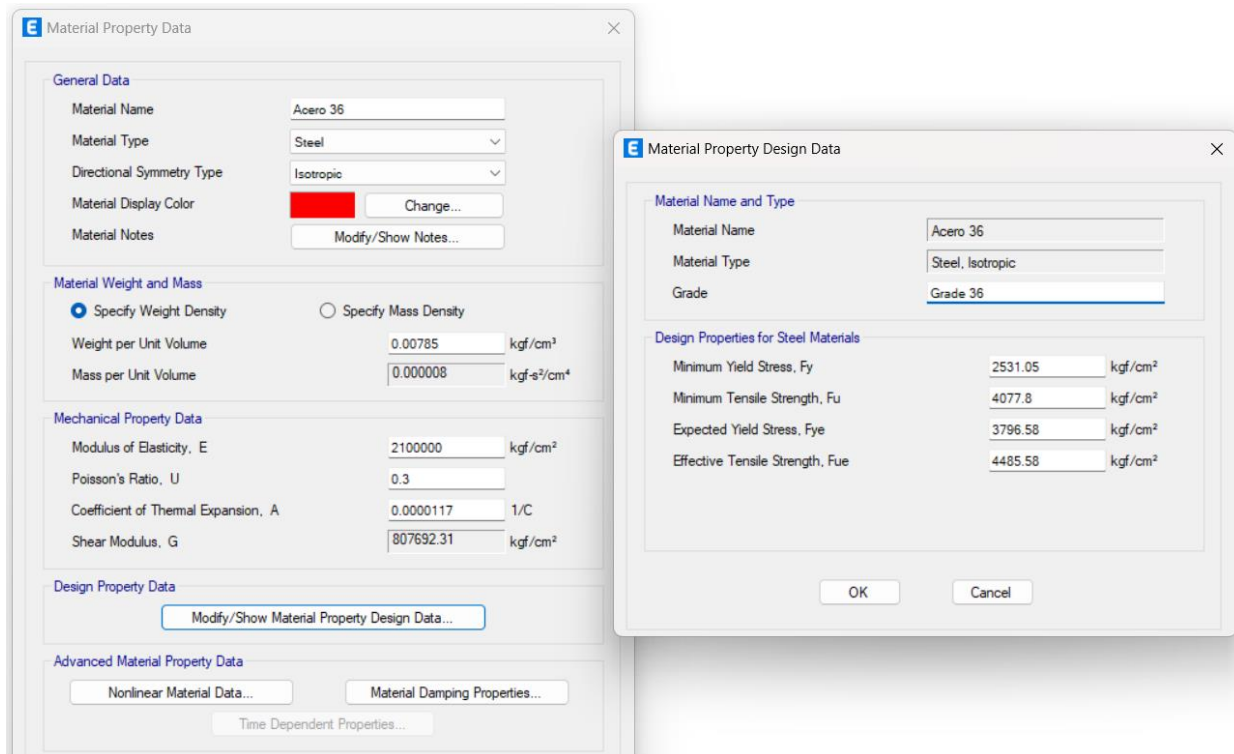 E Material Property Data
General Data
Material Name Acero 36
Material Type Steel
Directional Symmetry Type Isotropic
Material Display Color Change...
Material Notes Modify/Show Notes...
Material Weight and Mass
Specify Weight Density Specify Mass Density
Weight per Unit Volume 0.00785 kgf/cm³
Mass per Unit Volume 0.000008 kgf-s²/cm⁴
Mechanical Property Data
Modulus of Elasticity, E 2100000 kgf/cm²
Poisson's Ratio, U 0.3
Coefficient of Thermal Expansion, A 0.0000117 1/C
Shear Modulus, G 807692.31 kgf/cm²
Design Property Data
Modify/Show Material Property Design Data...
Advanced Material Property Data
Nonlinear Material Data... Material Damping Properties...
Time Dependent Properties...
E Material Property Design Data
Material Name and Type
Material Name Acero 36
Material Type Steel, Isotropic
Grade Grade 36
Design Properties for Steel Materials
Minimum Yield Stress, Fy 2531.05 kgf/cm²
Minimum Tensile Strength, Fu 4077.8 kgf/cm²
Expected Yield Stress, Fye 3796.58 kgf/cm²
Effective Tensile Strength, Fue 4485.58 kgf/cm²
OK Cancel